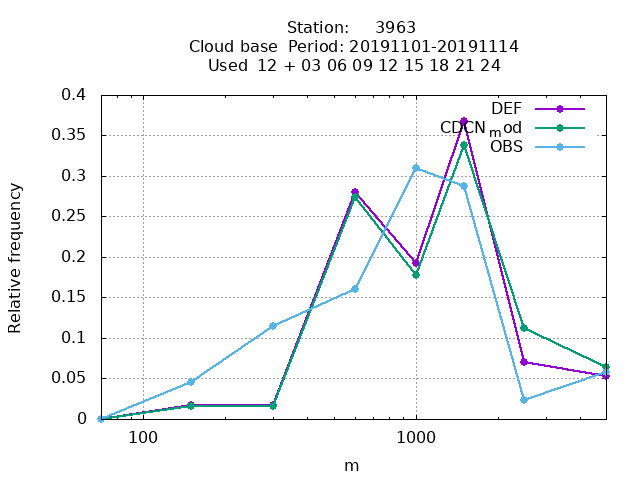 Station: 3963
Cloud base Period: 20191101-20191114
Used 12 + 03 06 09 12 15 18 21 24
0.4
0.35
0.3
0.25
0.2
0.15
0.1
0.05
0
Relative frequency
DEF
CDCN_mod
OBS
100
1000
m